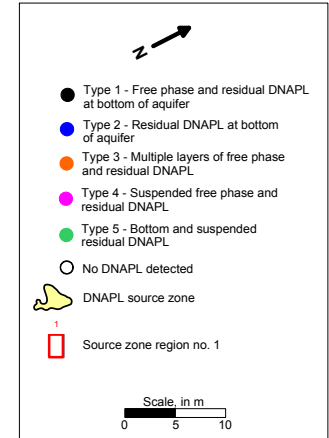 N
Type 1 - Free phase and residual DNAPL
at bottom of aquifer
Type 2 - Residual DNAPL at bottom
of aquifer
Type 3 - Multiple layers of free phase
and residual DNAPL
Type 4 - Suspended free phase and
residual DNAPL
Type 5 - Bottom and suspended
residual DNAPL
No DNAPL detected
DNAPL source zone
1
Source zone region no. 1
Scale, in m
0 5 10